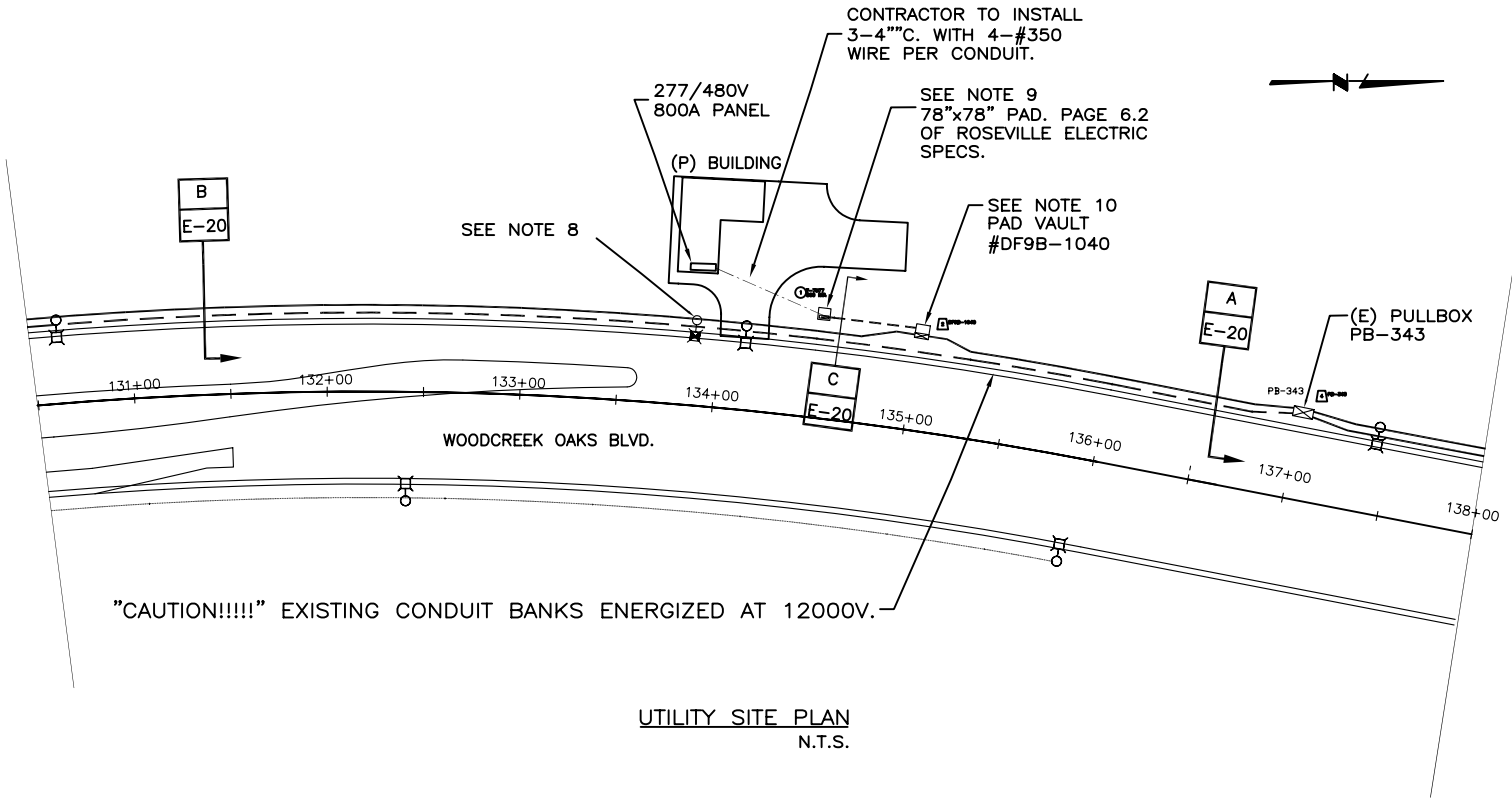 CONTRACTOR TO INSTALL
3-4""C. WITH 4-#350
WIRE PER CONDUIT.
277/480V
800A PANEL
SEE NOTE 9
78"x78" PAD. PAGE 6.2
OF ROSEVILLE ELECTRIC
SPECS.
N
(P) BUILDING
B
E-20
SEE NOTE 8
SEE NOTE 10
PAD VAULT
#DF9B-1040
A
E-20
(E) PULLBOX
PB-343
PB-343
C
E-20
131+00
132+00
133+00
134+00
135+00
136+00
137+00
138+00
WOODCREEK OAKS BLVD.
"CAUTION!!!!!" EXISTING CONDUIT BANKS ENERGIZED AT 12000V.
UTILITY SITE PLAN
N.T.S.